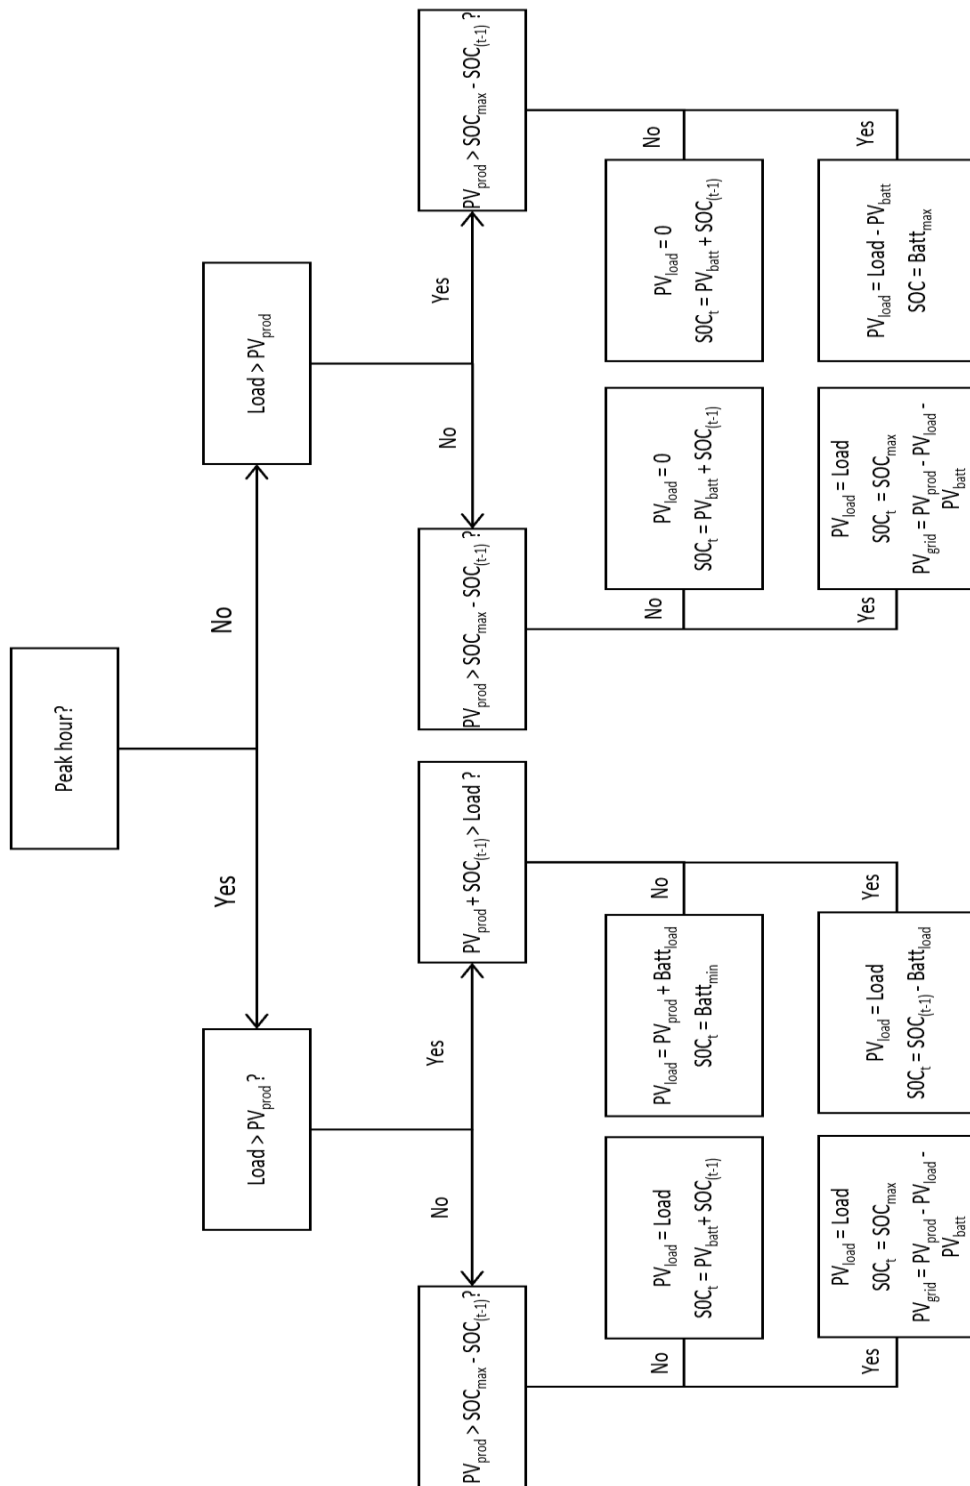 Peak hour?
Yes
No
Load > PV_prod ?
Load > PV_prod
No
Yes
No
Yes
PV_prod > SOC_max - SOC_(t-1)?
PV_prod + SOC_(t-1) > Load ?
PV_prod > SOC_max - SOC_(t-1) ?
PV_prod > SOC_max - SOC_(t-1) ?
No
PV_load = Load
SOC_t = PV_batt + SOC_(t-1)
PV_load = PV_prod + Batt_load
SOC_t = Batt_min
No
No
PV_load = 0
SOC_t = PV_batt + SOC_(t-1)
PV_load = 0
SOC_t = PV_batt + SOC_(t-1)
No
Yes
PV_load = Load
SOC_t = SOC_max
PV_grid = PV_prod - PV_load -
PV_batt
PV_load = Load
SOC_t = SOC_(t-1) - Batt_load
Yes
Yes
PV_load = Load
SOC_t = SOC_max
PV_grid = PV_prod - PV_load -
PV_batt
PV_load = Load - PV_batt
SOC = Batt_max
Yes